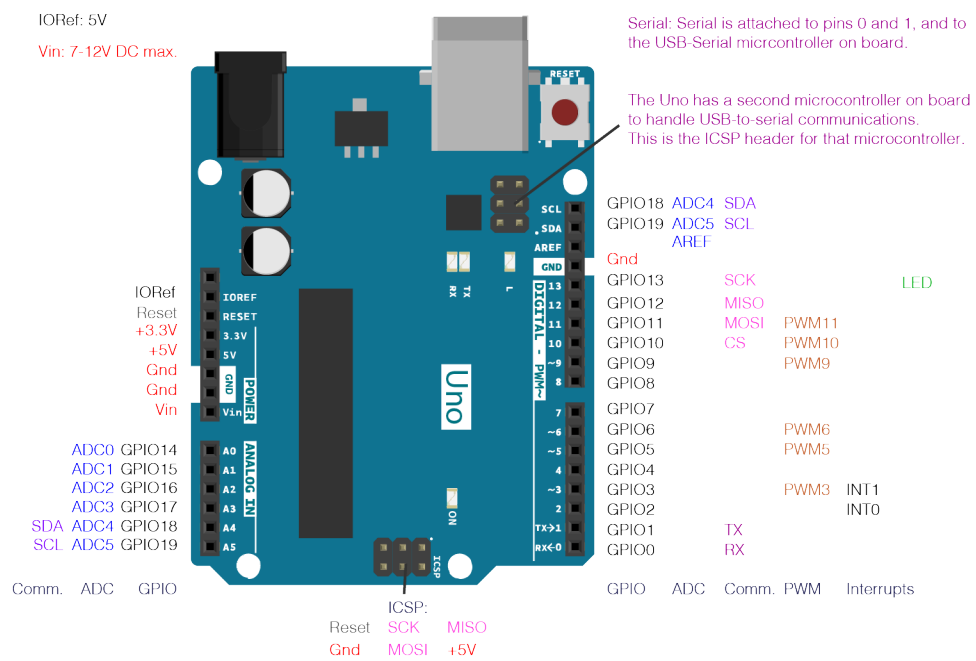 IORef: 5V
Vin: 7-12V DC max.
Serial: Serial is attached to pins 0 and 1, and to
the USB-Serial micrcontroller on board.
The Uno has a second microcontroller on board
to handle USB-to-serial communications.
This is the ICSP header for that microcontroller.
RESET
SCL GPIO18 ADC4 SDA
SDA GPIO19 ADC5 SCL
AREF AREF
GND Gnd
13 GPIO13 SCK LED
12 GPIO12 MISO
11 GPIO11 MOSI PWM11
10 GPIO10 CS PWM10
~9 GPIO9 PWM9
8 GPIO8
7 GPIO7
~6 GPIO6 PWM6
~5 GPIO5 PWM5
4 GPIO4
~3 GPIO3 PWM3 INT1
2 GPIO2 INT0
TX→1 GPIO1 TX
RX←0 GPIO0 RX
GPIO ADC Comm. PWM Interrupts
RX TX L
DIGITAL - PWM~
Uno
ON
IORef IOREF
Reset RESET
+3.3V 3.3V
+5V 5V
Gnd
Gnd
GND
Vin Vin
POWER
ADC0 GPIO14 A0
ADC1 GPIO15 A1
ADC2 GPIO16 A2
ADC3 GPIO17 A3
SDA ADC4 GPIO18 A4
SCL ADC5 GPIO19 A5
ANALOG IN
Comm. ADC GPIO
ICSP
ICSP:
Reset SCK MISO
Gnd MOSI +5V